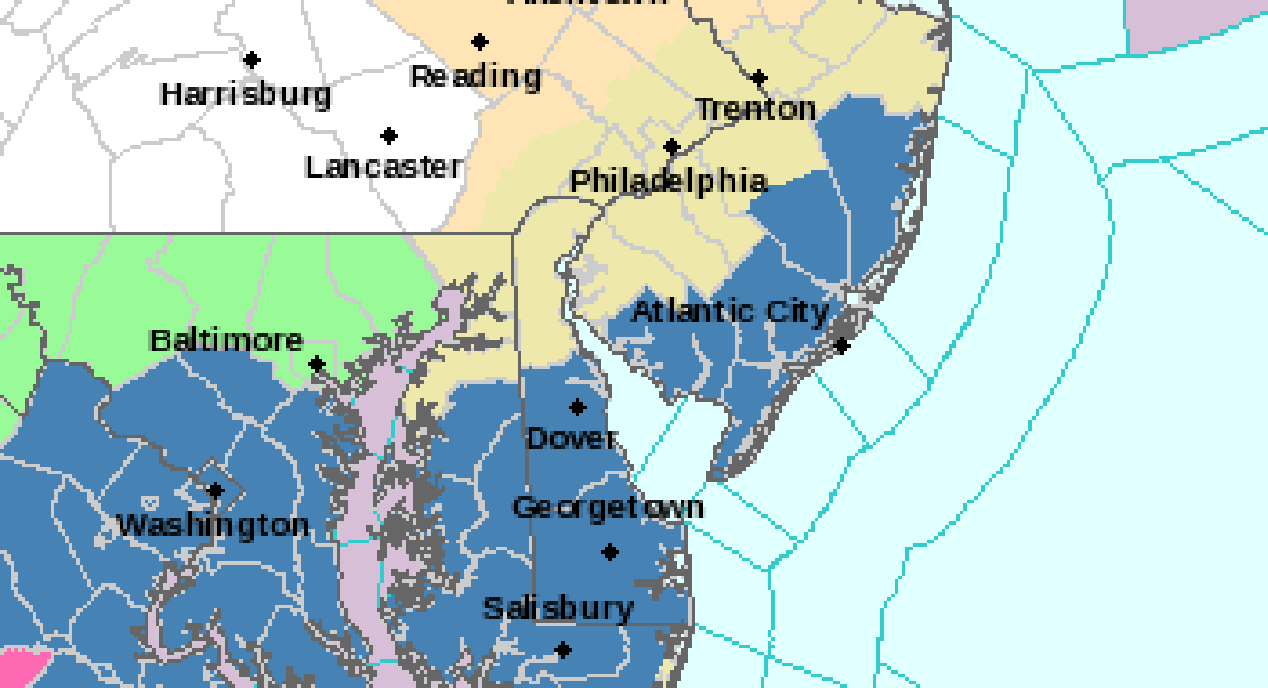 Reading
Harrisburg
Trenton
Lancaster
Philadelphia
Atlantic City
Baltimore
Dover
Georgetown
Washington
Salisbury